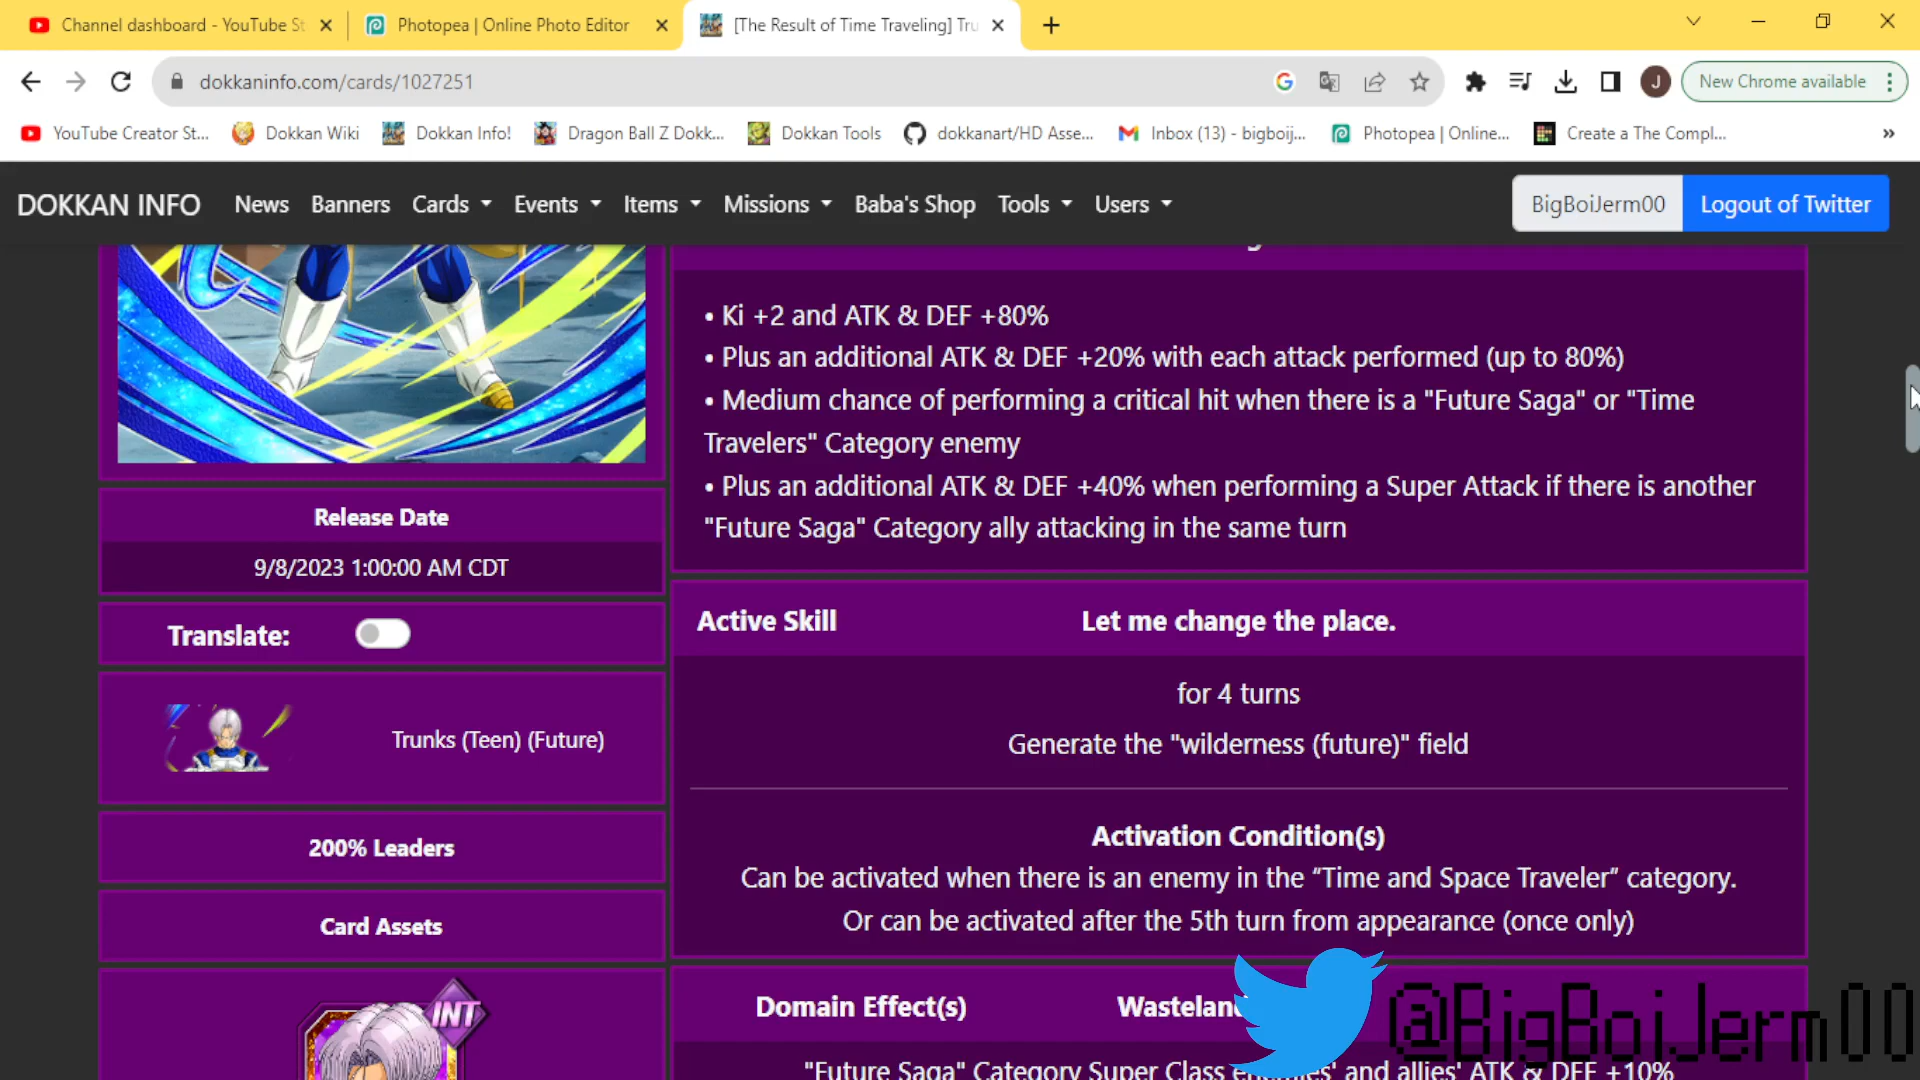 Channel dashboard - YouTube St
Photopea | Online Photo Editor
[The Result of Time Traveling] Tru
dokkaninfo.com/cards/1027251
J
New Chrome available
YouTube Creator St...
Dokkan Wiki
Dokkan Info!
Dragon Ball Z Dokk...
Dokkan Tools
dokkanart/HD Asse...
Inbox (13) - bigboij...
Photopea | Online...
Create a The Compl...
»
DOKKAN INFO
News
Banners
Cards
Events
Items
Missions
Baba's Shop
Tools
Users
BigBoiJerm00
Logout of Twitter
• Ki +2 and ATK & DEF +80%
• Plus an additional ATK & DEF +20% with each attack performed (up to 80%)
• Medium chance of performing a critical hit when there is a "Future Saga" or "Time
Travelers" Category enemy
• Plus an additional ATK & DEF +40% when performing a Super Attack if there is another
"Future Saga" Category ally attacking in the same turn
Release Date
9/8/2023 1:00:00 AM CDT
Translate:
Trunks (Teen) (Future)
200% Leaders
Card Assets
INT
Active Skill
Let me change the place.
for 4 turns
Generate the "wilderness (future)" field
Activation Condition(s)
Can be activated when there is an enemy in the “Time and Space Traveler” category.
Or can be activated after the 5th turn from appearance (once only)
Domain Effect(s)
Wasteland
@BigBoiJerm00
"Future Saga" Category Super Class enemies' and allies' ATK & DEF +10%